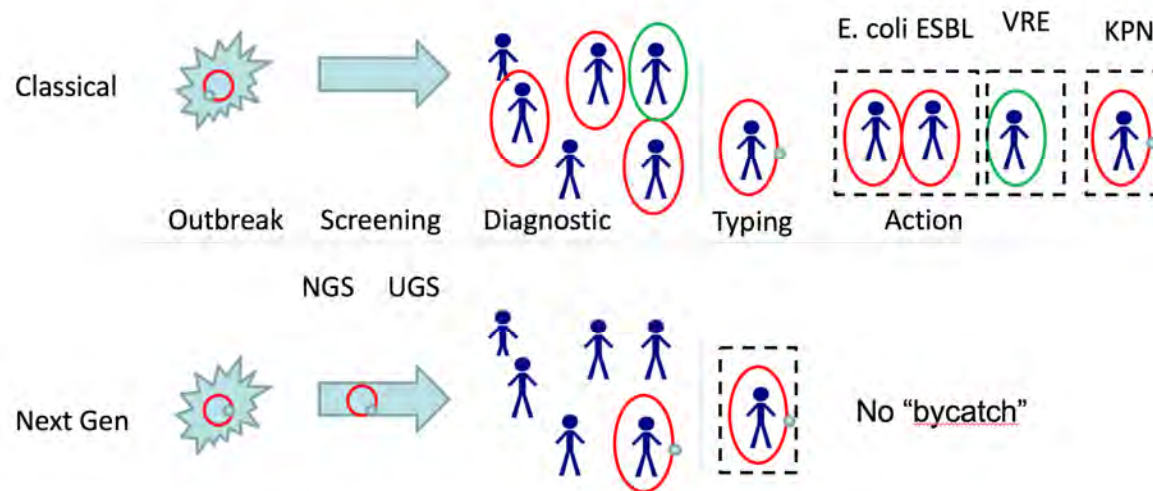 E. coli ESBL VRE KPN
Classical
Outbreak Screening Diagnostic Typing Action
NGS UGS
Next Gen
No “bycatch”